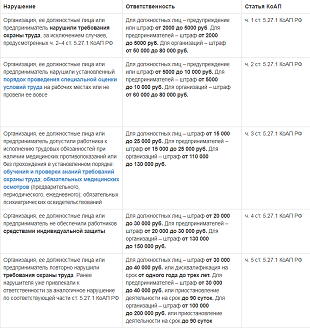 Нарушение Ответственность Статья КоАП
Организация, ее должностные лица или
предприниматель нарушили требования
охраны труда, за исключением случаев,
предусмотренных ч. 2–4 ст. 5.27.1 КоАП РФ
Для должностных лиц – предупреждение
или штраф от 2000 до 5000 руб. Для
предпринимателей – штраф от 2000
до 5000 руб. Для организаций – штраф
от 50 000 до 80 000 руб.
ч. 1 ст. 5.27.1 КоАП РФ
Организация, ее должностные лица или
предприниматель нарушили установленный
порядок проведения специальной оценки
условий труда на рабочих местах или не
провели ее вовсе
Для должностных лиц – предупреждение
или штраф от 5000 до 10 000 руб. Для
предпринимателей – штраф от 5000
до 10 000 руб. Для организаций – штраф
от 60 000 до 80 000 руб.
ч. 2 ст. 5.27.1 КоАП РФ
Организация, ее должностные лица или
предприниматель допустили работника к
исполнению трудовых обязанностей при
наличии медицинских противопоказаний или
без прохождения в установленном порядке
обучения и проверки знаний требований
охраны труда; обязательных медицинских
осмотров (предварительного,
периодического, ежедневного); обязательных
психиатрических освидетельствований
Для должностных лиц – штраф от 15 000
до 25 000 руб. Для предпринимателей –
штраф от 15 000 до 25 000 руб. Для
организаций – штраф от 110 000
до 130 000 руб.
ч. 3 ст. 5.27.1 КоАП РФ
Организация, ее должностные лица или
предприниматель не обеспечили работников
средствами индивидуальной защиты
Для должностных лиц – штраф от 20 000
до 30 000 руб. Для предпринимателей –
штраф от 20 000 до 30 000 руб. Для
организаций – штраф от 130 000
до 150 000 руб.
ч. 4 ст. 5.27.1 КоАП РФ
Организация, ее должностные лица или
предприниматель повторно нарушили
требования охраны труда. Ранее
нарушителя уже привлекали к
ответственности за аналогичное нарушение
по соответствующей части ст. 5.27.1 КоАП РФ
Для должностных лиц – штраф от 30 000
до 40 000 руб. или дисквалификация на
срок от одного года до трех лет. Для
предпринимателей – штраф от 30 000
до 40 000 руб. или приостановление
деятельности на срок до 90 суток. Для
организаций – штраф от 100 000
до 200 000 руб. или приостановление
деятельности на срок до 90 суток
ч. 5 ст. 5.27.1 КоАП РФ